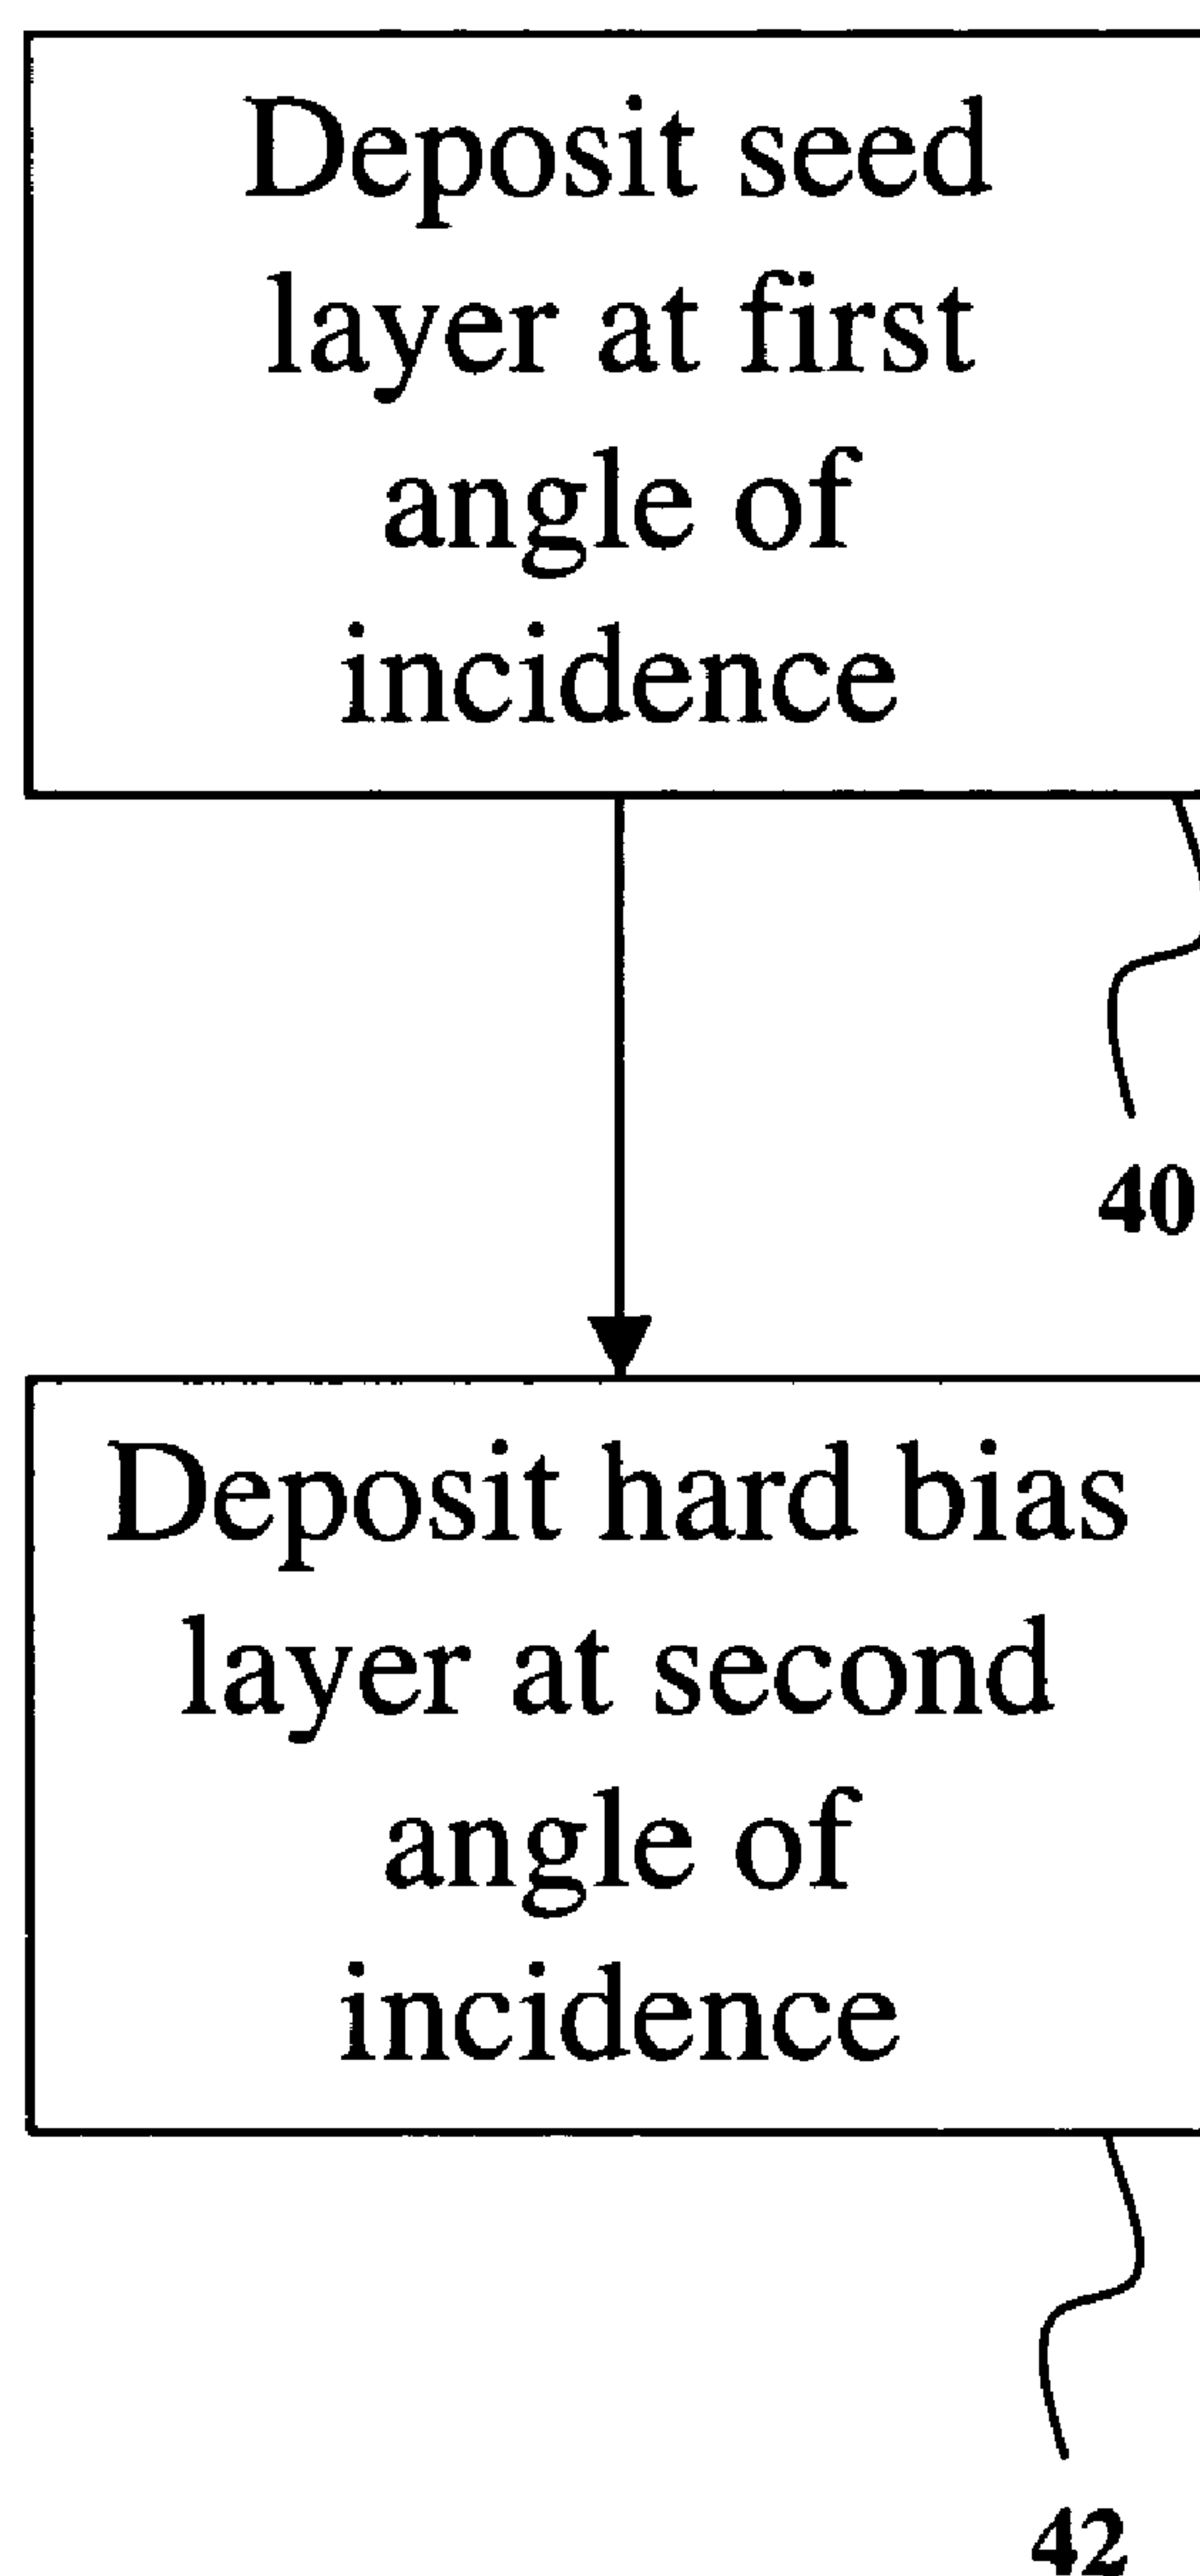 Deposit seed
layer at first
angle of
incidence
40
Deposit hard bias
layer at second
angle of
incidence
42